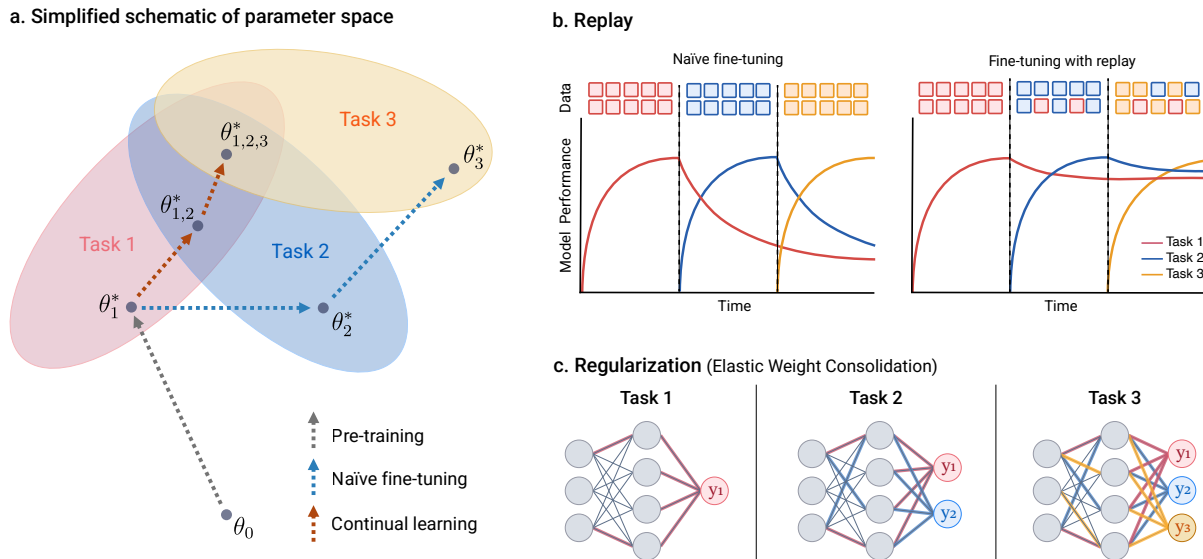 a. Simplified schematic of parameter space
Task 3
θ*1,2,3
θ*3
θ*1,2
Task 1
Task 2
θ*1
θ*2
Pre-training
Naïve fine-tuning
Continual learning
θ0
b. Replay
Naïve fine-tuning
Fine-tuning with replay
Data
Model Performance
Time
Time
Task 1
Task 2
Task 3
c. Regularization (Elastic Weight Consolidation)
Task 1
Task 2
Task 3
y1
y1
y2
y1
y2
y3